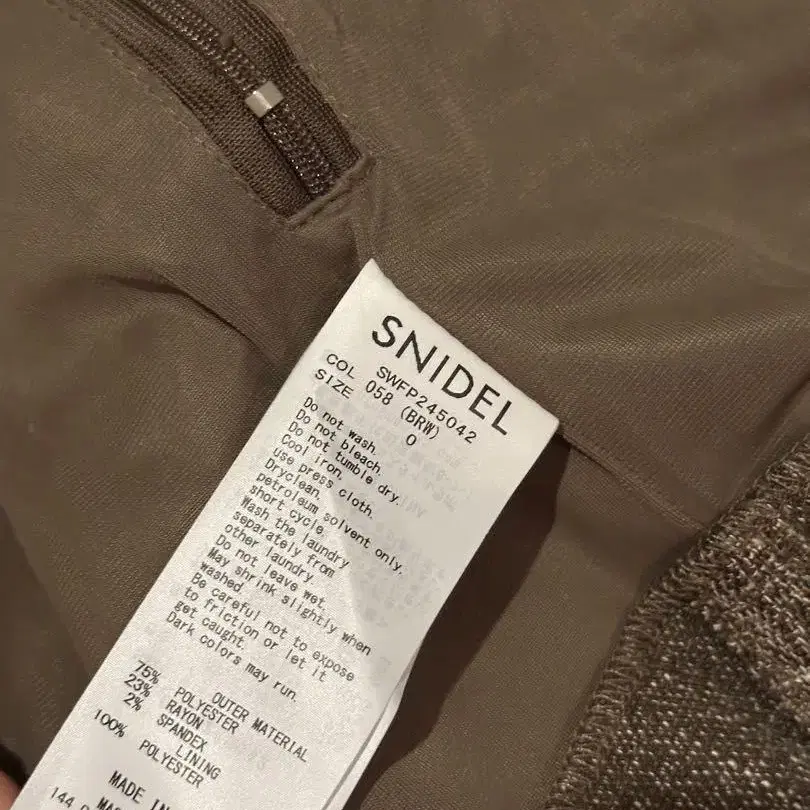 SNIDEL
SWFP245042
COL 058 (BRW)
SIZE 0
Do not wash.
Do not bleach.
Do not tumble dry.
Cool iron.
use press cloth.
Dryclean.
petroleum solvent only.
short cycle
Wash the laundry
separately from
other laundry.
Do not leave wet.
May shrink slightly when
washed.
Be careful not to expose
to friction or let it
get caught.
Dark colors may run.
OUTER MATERIAL
75% POLYESTER
23% RAYON
2% SPANDEX
LINING
100% POLYESTER
MADE IN
144